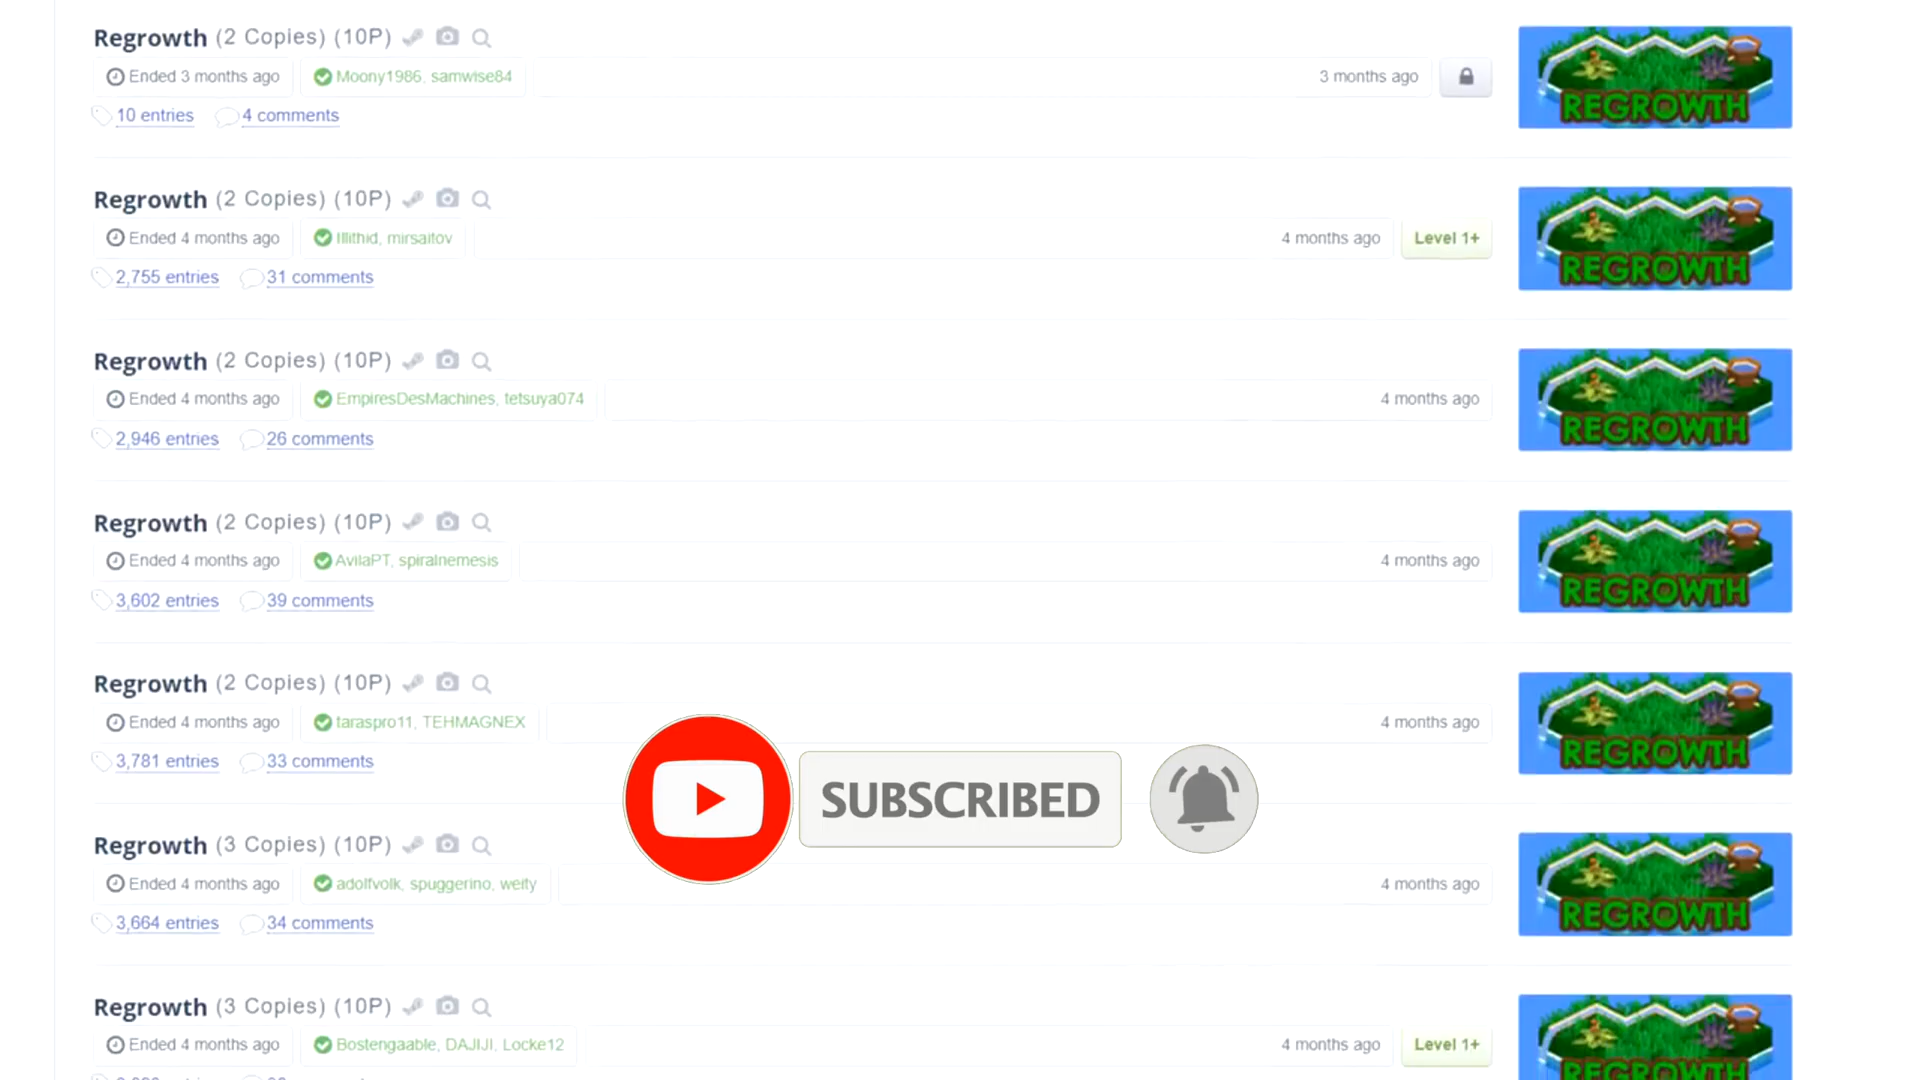 Regrowth (2 Copies) (10P)
Ended 3 months ago Moony1986, samwise84 3 months ago
10 entries 4 comments
REGROWTH
Regrowth (2 Copies) (10P)
Ended 4 months ago Illithid, mirsaitov 4 months ago Level 1+
2,755 entries 31 comments
REGROWTH
Regrowth (2 Copies) (10P)
Ended 4 months ago EmpiresDesMachines, tetsuya074 4 months ago
2,946 entries 26 comments
REGROWTH
Regrowth (2 Copies) (10P)
Ended 4 months ago AvilaPT, spiralnemesis 4 months ago
3,602 entries 39 comments
REGROWTH
Regrowth (2 Copies) (10P)
Ended 4 months ago taraspro11, TEHMAGNEX 4 months ago
3,781 entries 33 comments
REGROWTH
SUBSCRIBED
Regrowth (3 Copies) (10P)
Ended 4 months ago adolfvolk, spuggerino, weity 4 months ago
3,664 entries 34 comments
REGROWTH
Regrowth (3 Copies) (10P)
Ended 4 months ago Bostengaable, DAJIJI, Locke12 4 months ago Level 1+
REGROWTH